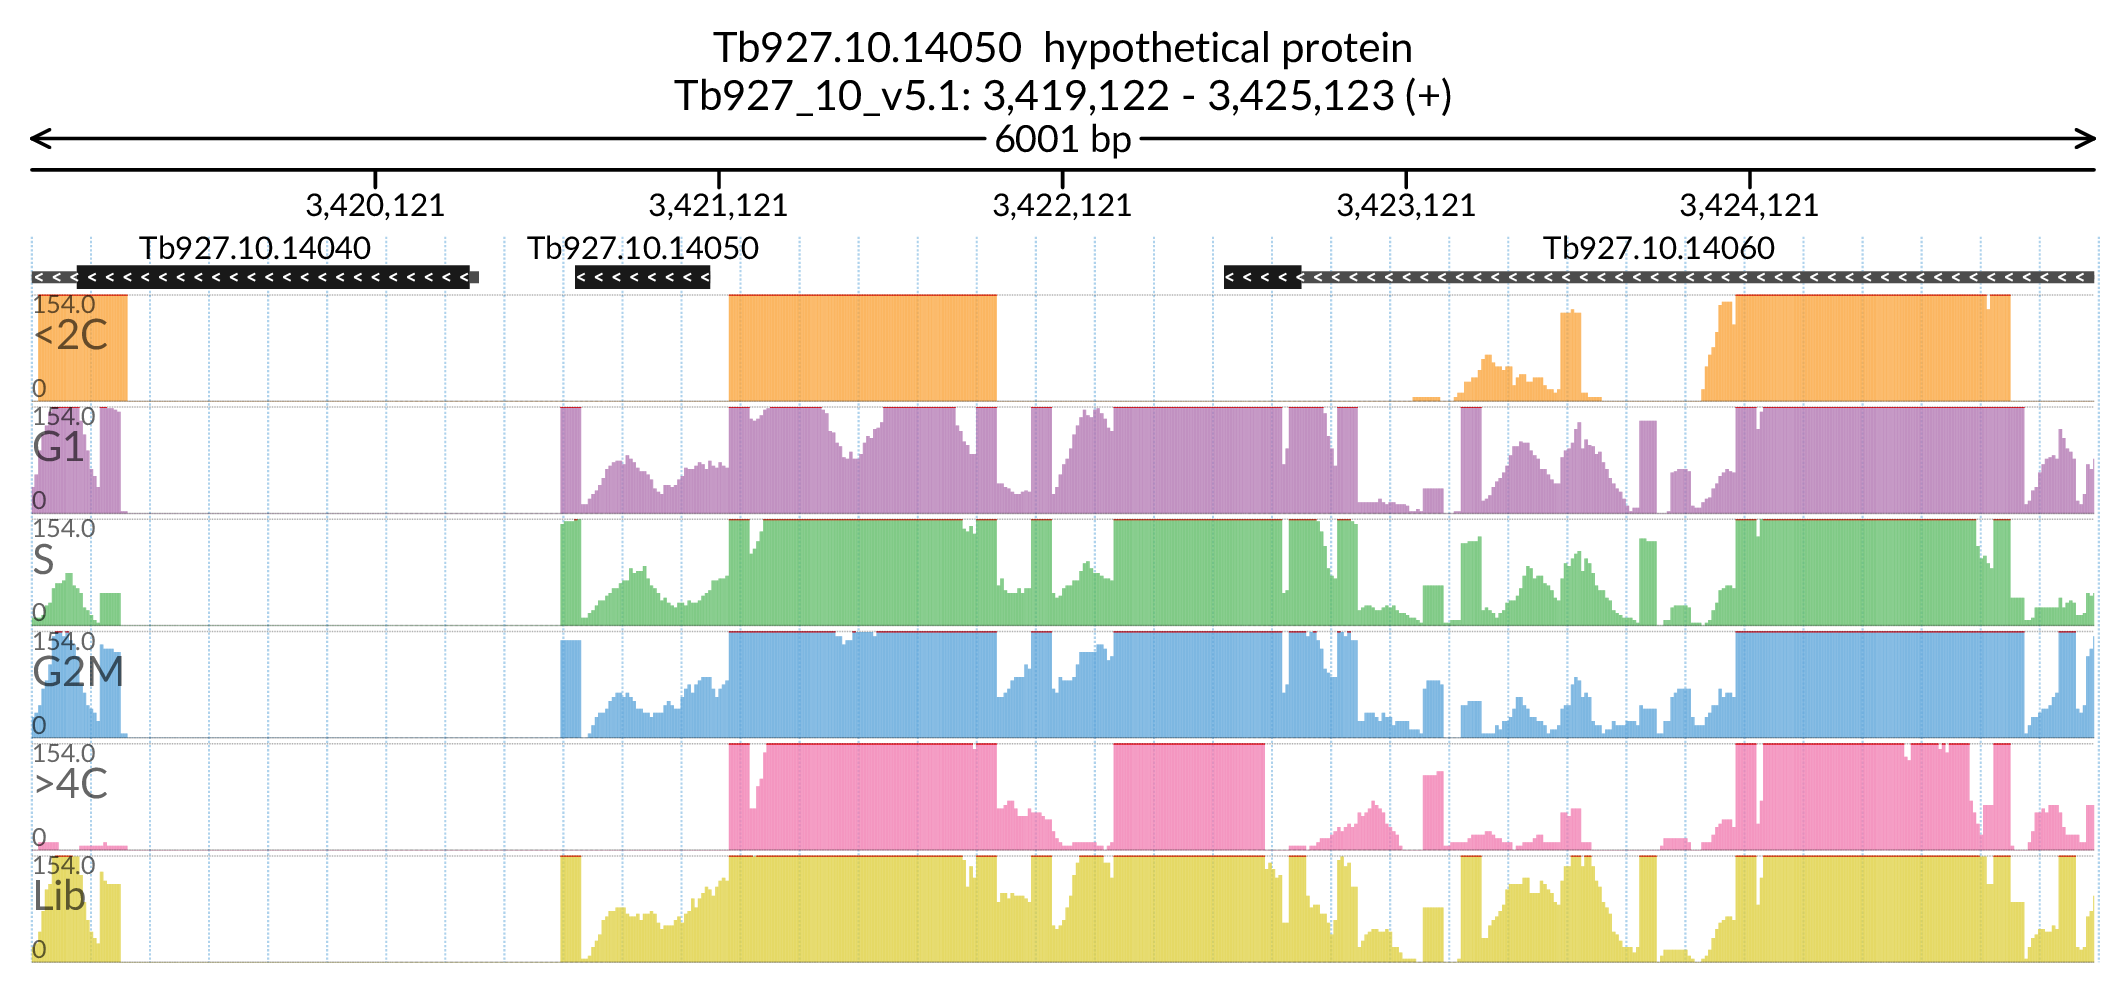 Tb927.10.14050  hypothetical protein
Tb927_10_v5.1: 3,419,122 - 3,425,123 (+)
6001 bp
3,420,121 3,421,121 3,422,121 3,423,121 3,424,121
Tb927.10.14040 Tb927.10.14050 Tb927.10.14060
154.0
<2C
0
154.0
G1
0
154.0
S
0
154.0
G2M
0
154.0
>4C
0
154.0
Lib
0